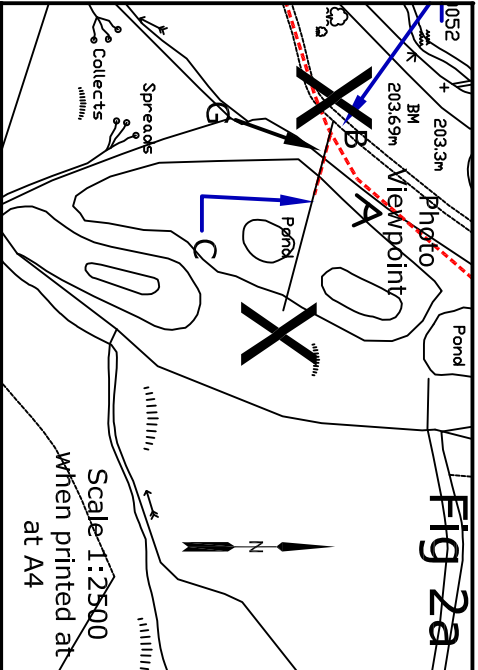 0052
203.3m
BM
203.69m
Photo
Viewpoint
Collects
Spreads
G
X
B
A
Pond
C
X
Pond
Fig 2a
N
Scale 1:2500
when printed at
at A4